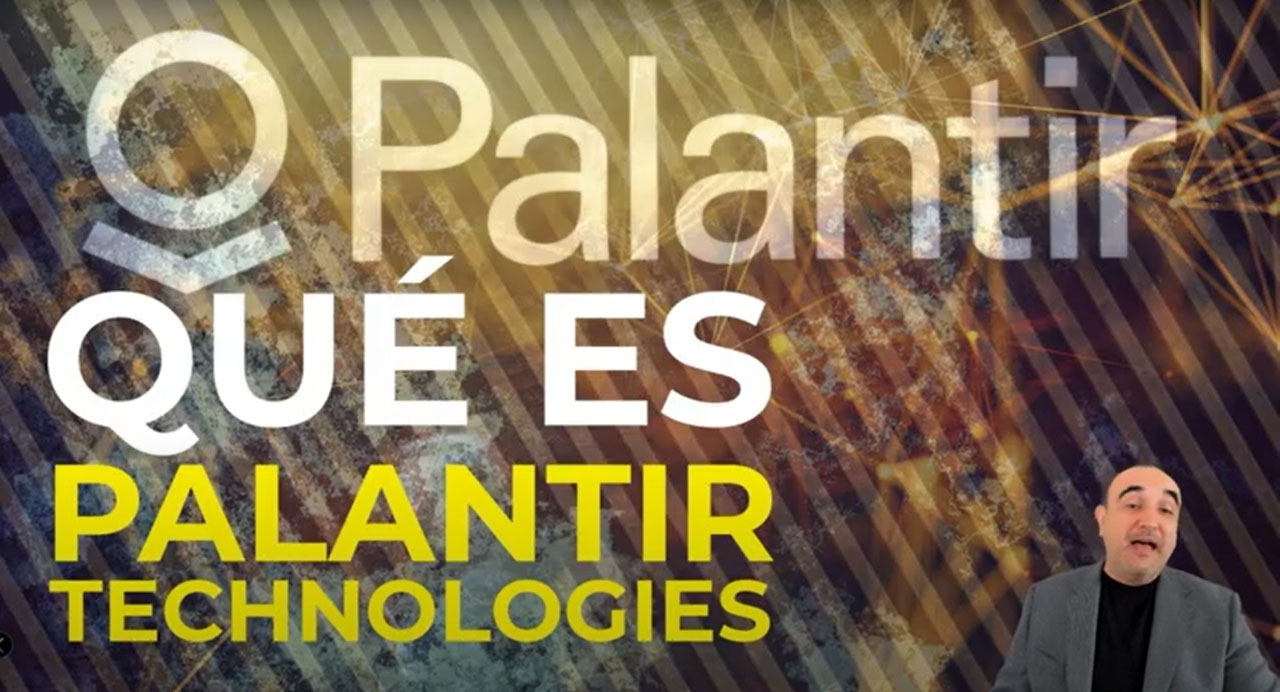 Palantir
QUÉ ES
PALANTIR
TECHNOLOGIES